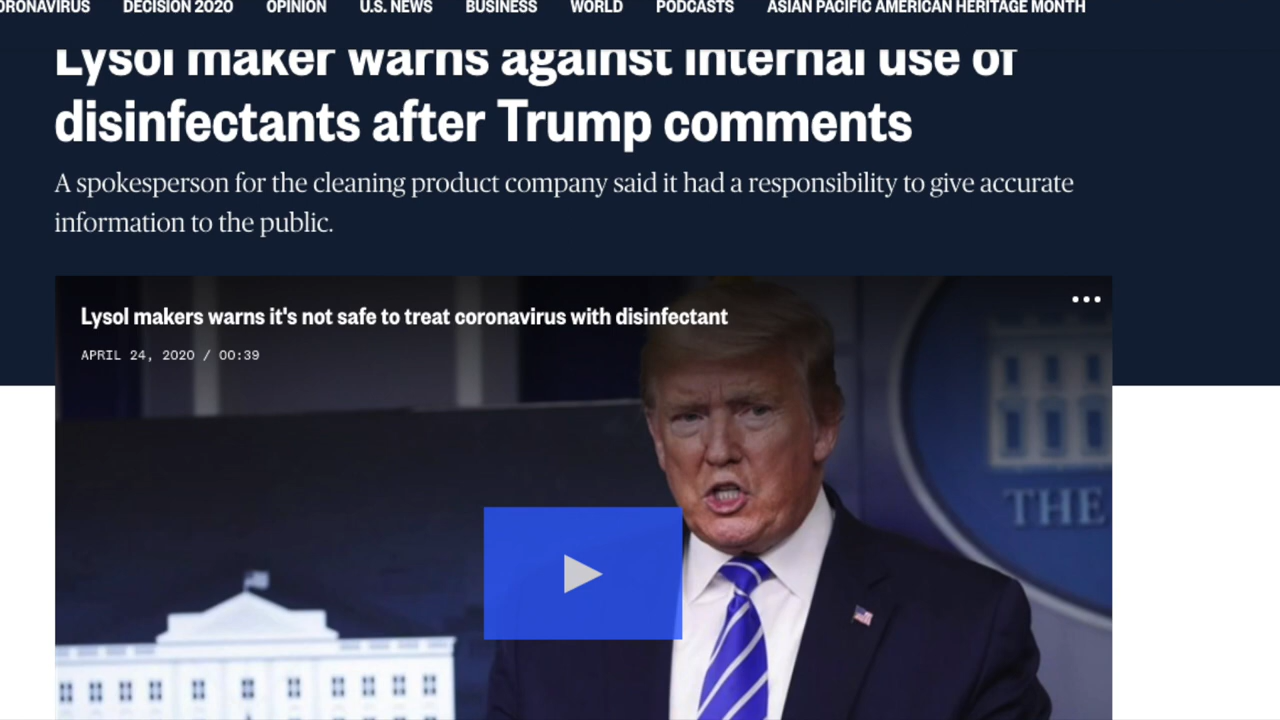 ORONAVIRUS DECISION 2020 OPINION U.S. NEWS BUSINESS WORLD PODCASTS ASIAN PACIFIC AMERICAN HERITAGE MONTH
Lysol maker warns against internal use of
disinfectants after Trump comments
A spokesperson for the cleaning product company said it had a responsibility to give accurate
information to the public.
Lysol makers warns it's not safe to treat coronavirus with disinfectant
APRIL 24, 2020 / 00:39
THE